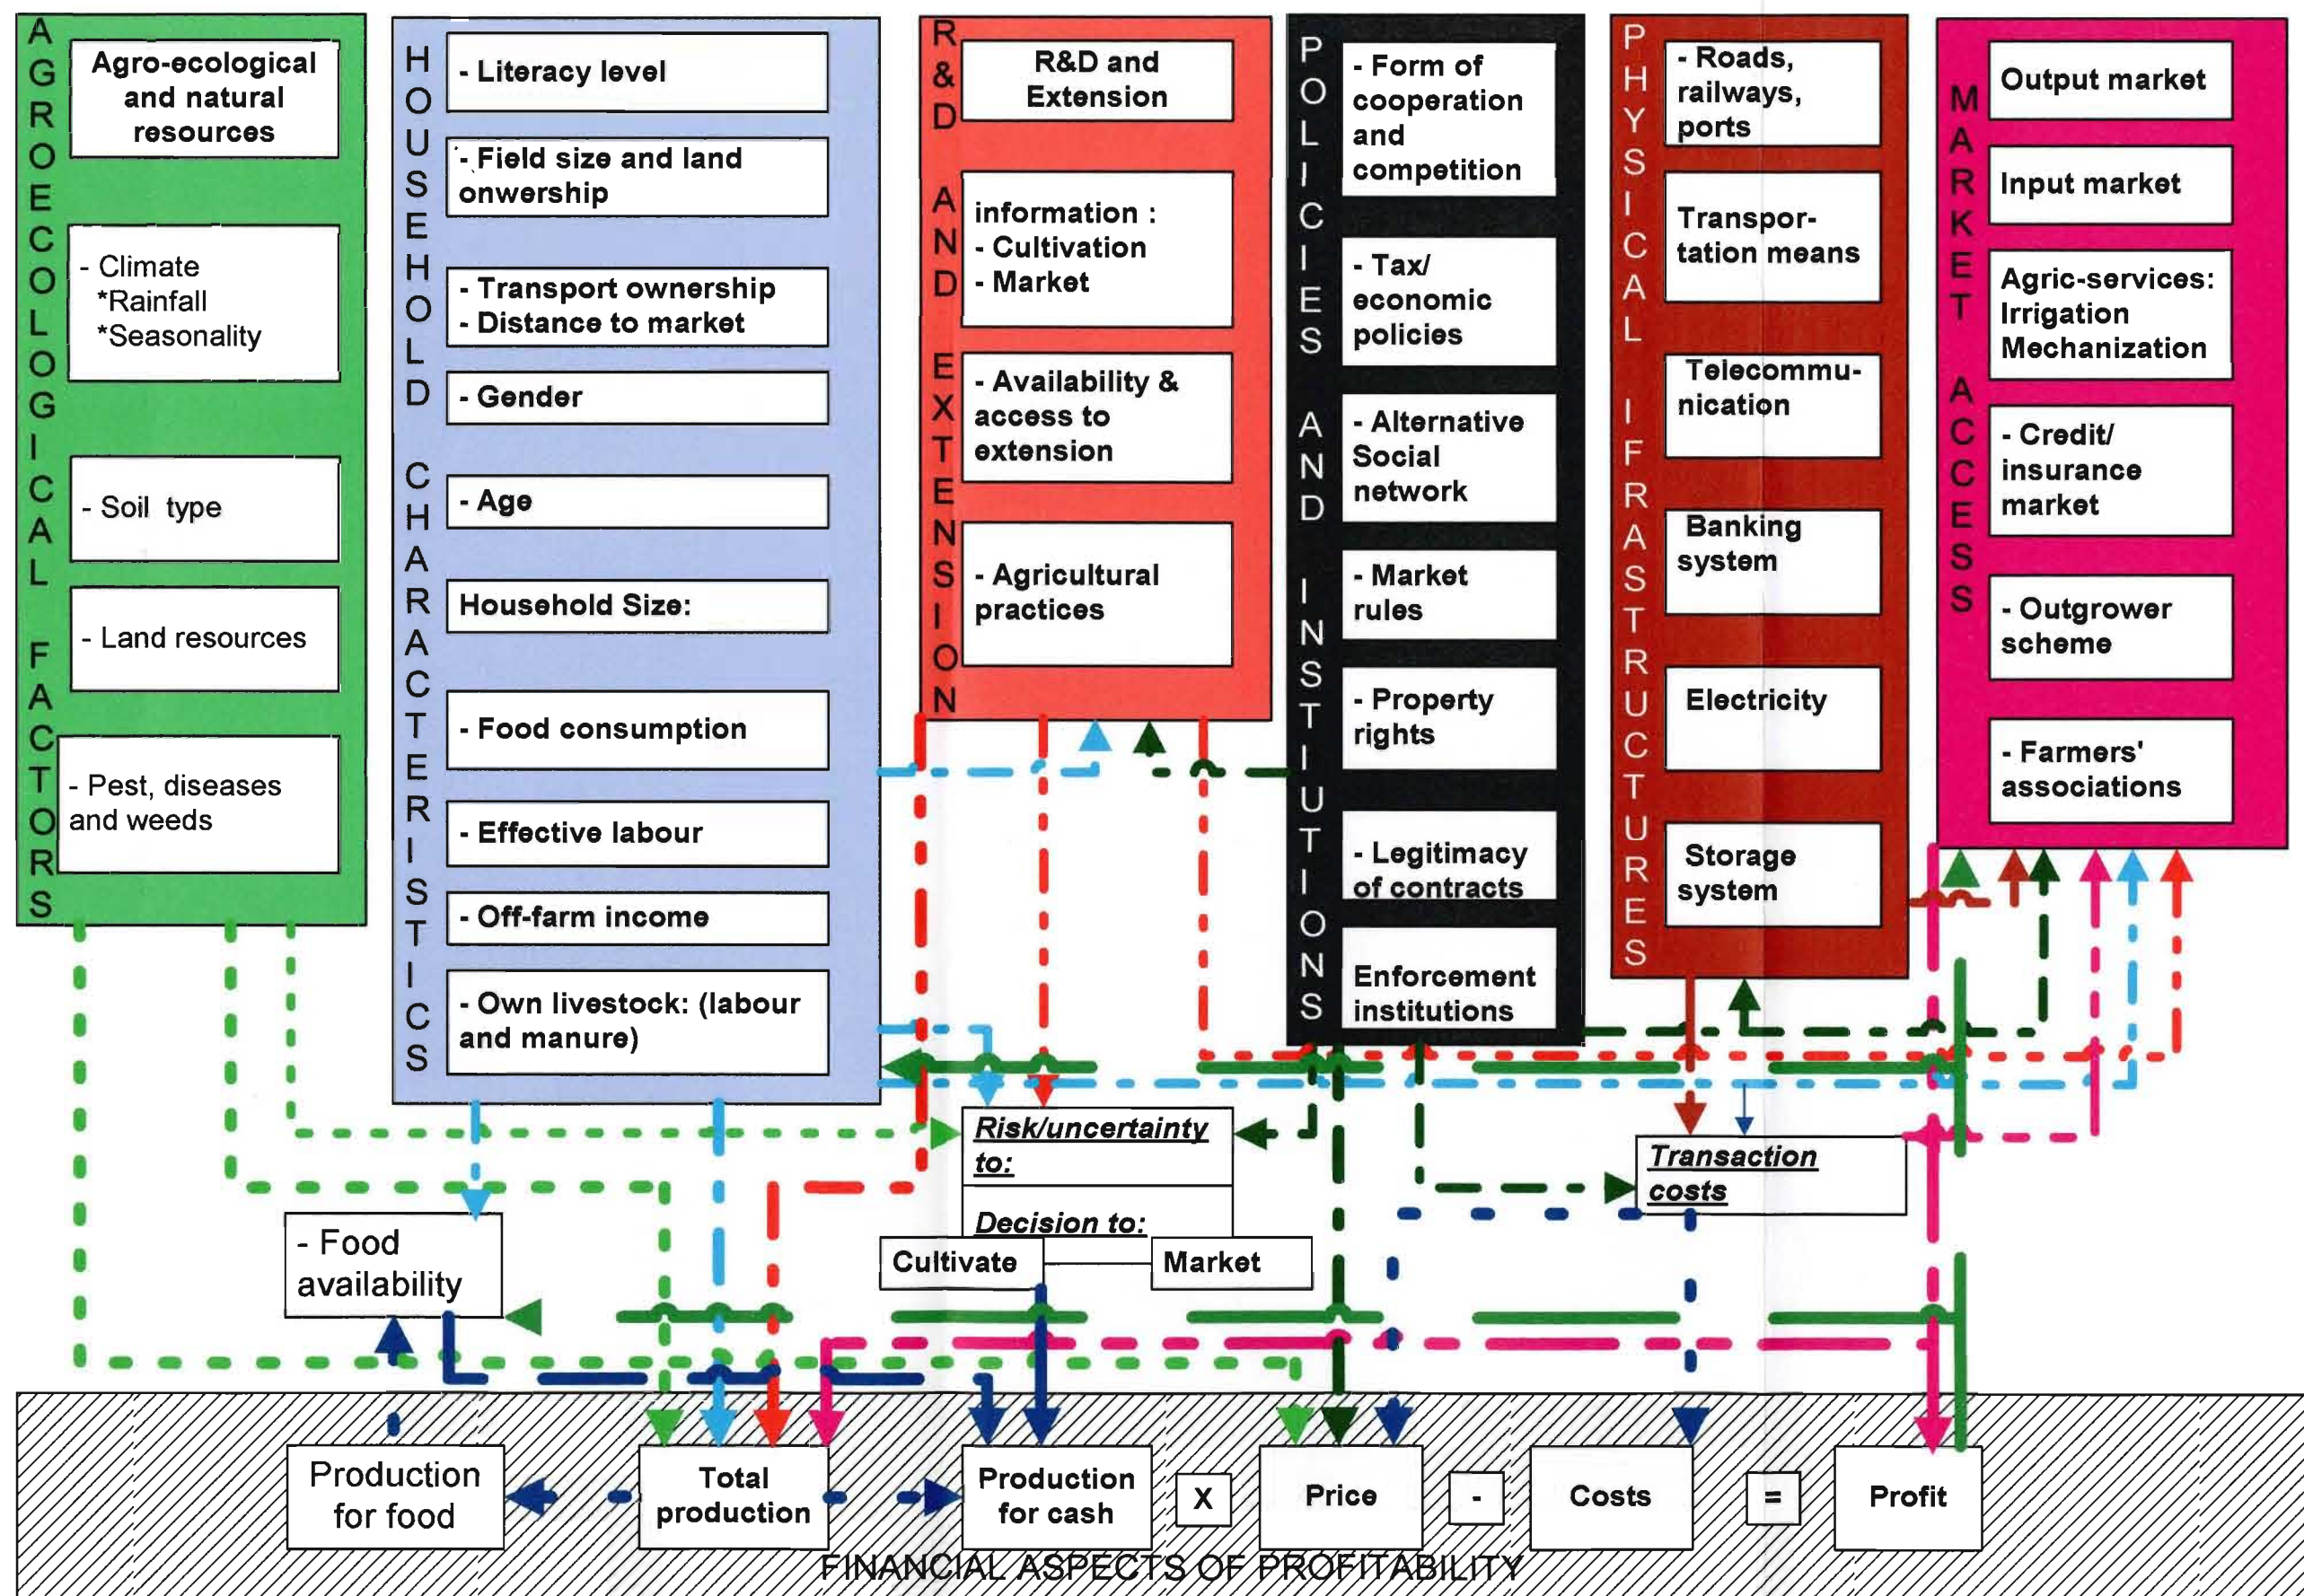 AGROECOLOGICAL FACTORS
Agro-ecological
and natural
resources
- Climate
*Rainfall
*Seasonality
- Soil type
- Land resources
- Pest, diseases
and weeds
HOUSEHOLD CHARACTERISTICS
- Literacy level
- Field size and land
onwership
- Transport ownership
- Distance to market
- Gender
- Age
Household Size:
- Food consumption
- Effective labour
- Off-farm income
- Own livestock: (labour
and manure)
R&D AND EXTENSION
R&D and
Extension
information :
- Cultivation
- Market
- Availability &
access to
extension
- Agricultural
practices
POLICIES AND INSTITUTIONS
- Form of
cooperation
and
competition
- Tax/
economic
policies
- Alternative
Social
network
- Market
rules
- Property
rights
- Legitimacy
of contracts
Enforcement
institutions
PHYSICAL IFRASTRUCTURES
- Roads,
railways,
ports
Transpor-
tation means
Telecommu-
nication
Banking
system
Electricity
Storage
system
MARKET ACCESS
Output market
Input market
Agric-services:
Irrigation
Mechanization
- Credit/
insurance
market
- Outgrower
scheme
- Farmers'
associations
Risk/uncertainty
to:
Decision to:
Cultivate
Market
Transaction
costs
- Food
availability
Production
for food
Total
production
Production
for cash
X
Price
-
Costs
=
Profit
FINANCIAL ASPECTS OF PROFITABILITY